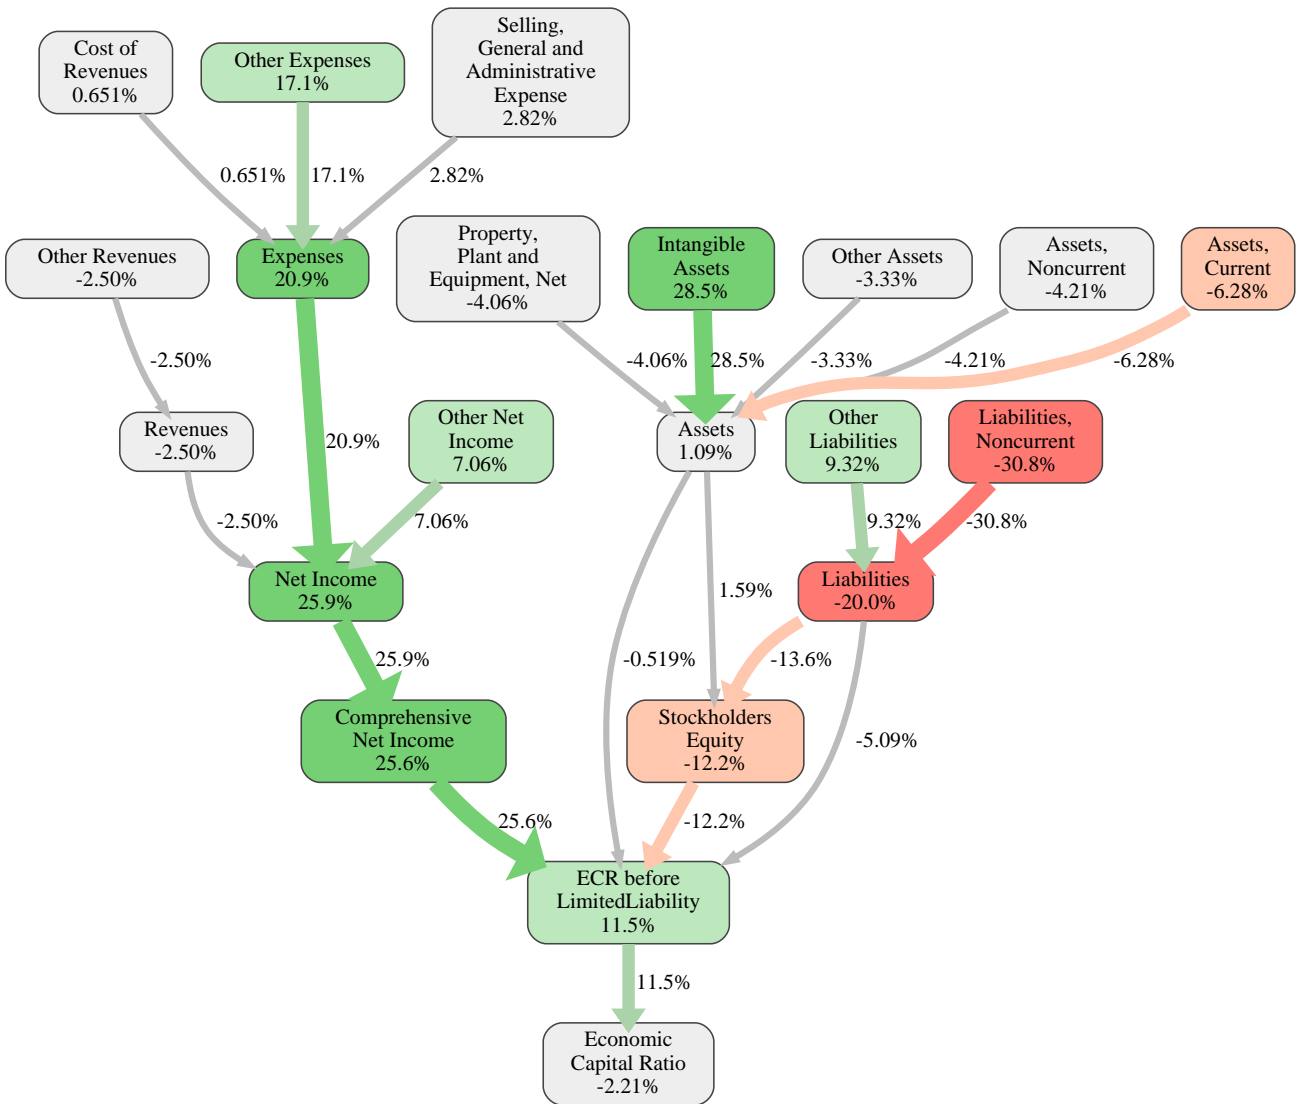 Cost of
Revenues
0.651%
Other Expenses
17.1%
Selling,
General and
Administrative
Expense
2.82%
0.651%
17.1%
2.82%
Other Revenues
-2.50%
Expenses
20.9%
Property,
Plant and
Equipment, Net
-4.06%
Intangible
Assets
28.5%
Other Assets
-3.33%
Assets,
Noncurrent
-4.21%
Assets,
Current
-6.28%
-2.50%
-4.06%
28.5%
-3.33%
-4.21%
-6.28%
Revenues
-2.50%
20.9%
Other Net
Income
7.06%
Assets
1.09%
Other
Liabilities
9.32%
Liabilities,
Noncurrent
-30.8%
-2.50%
7.06%
9.32%
-30.8%
Net Income
25.9%
1.59%
Liabilities
-20.0%
25.9%
-0.519%
-13.6%
Comprehensive
Net Income
25.6%
Stockholders
Equity
-12.2%
-5.09%
25.6%
-12.2%
ECR before
LimitedLiability
11.5%
11.5%
Economic
Capital Ratio
-2.21%